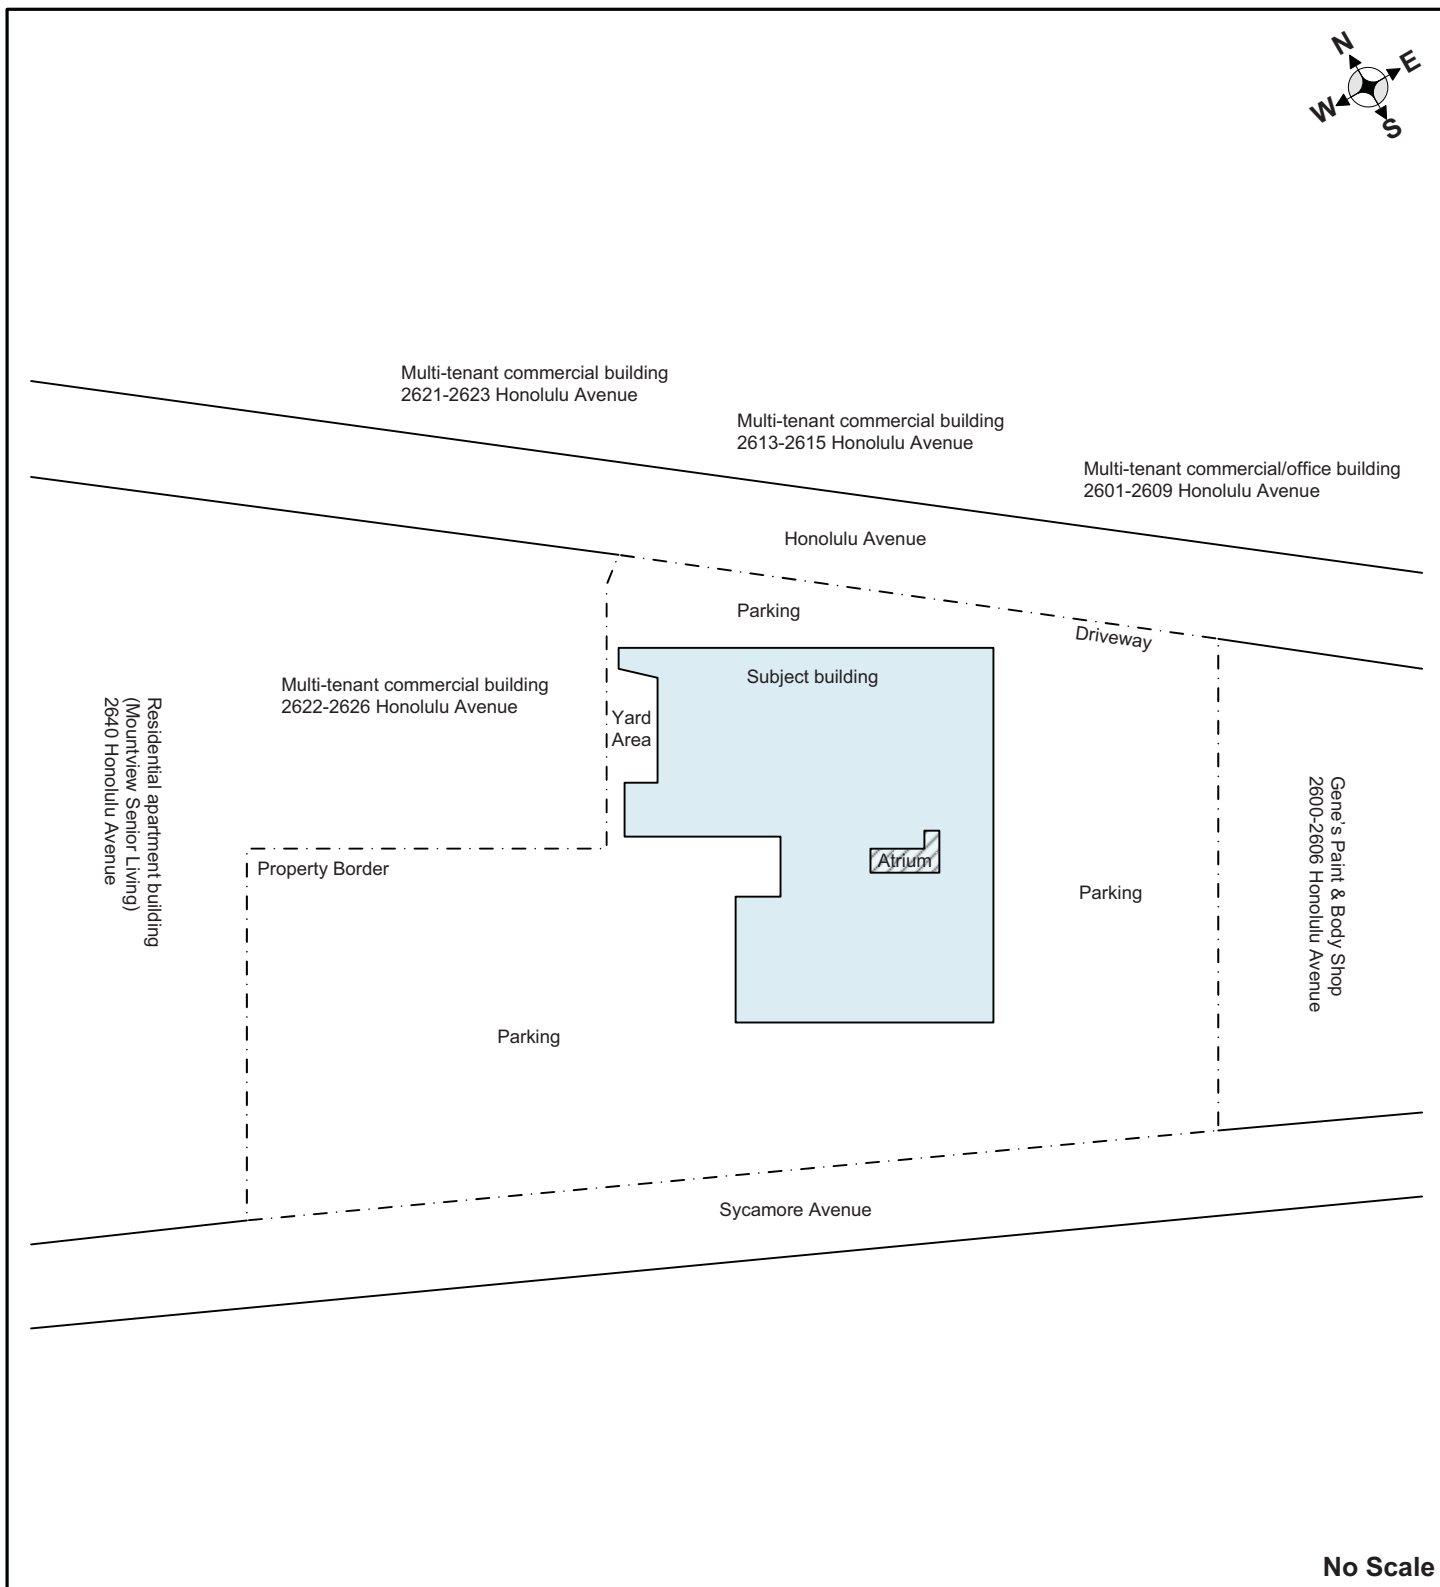 N
E
W
S
Multi-tenant commercial building
2621-2623 Honolulu Avenue
Multi-tenant commercial building
2613-2615 Honolulu Avenue
Multi-tenant commercial/office building
2601-2609 Honolulu Avenue
Honolulu Avenue
Parking
Driveway
Subject building
Multi-tenant commercial building
2622-2626 Honolulu Avenue
Yard
Area
Residential apartment building
(Mountview Senior Living)
2640 Honolulu Avenue
Gene's Paint & Body Shop
2600-2606 Honolulu Avenue
Atrium
Property Border
Parking
Parking
Sycamore Avenue
No Scale